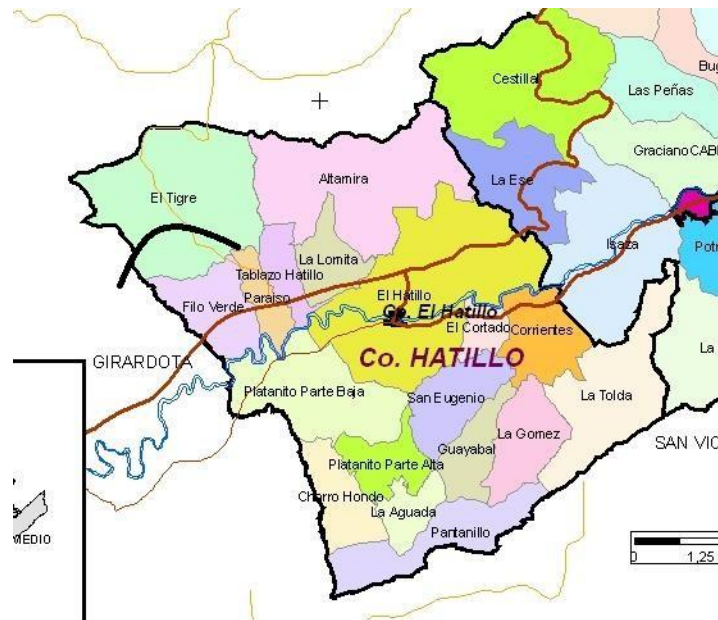 Cestillal
Bug
Las Peñas
Graciano CAB
La Ese
Altamira
El Tigre
Isaza
Potr
La Lomita
Tablazo Hatillo
El Hatillo
Filo Verde
Paraiso
Cp. El Hatillo
El Cortado
Corrientes
GIRARDOTA
Co. HATILLO
La
Platanito Parte Baja
San Eugenio
La Tolda
La Gomez
SAN VIC
Guayabal
Platanito Parte Alta
Charro Hondo
La Aguada
Pantanillo
MEDIO
0
1,25